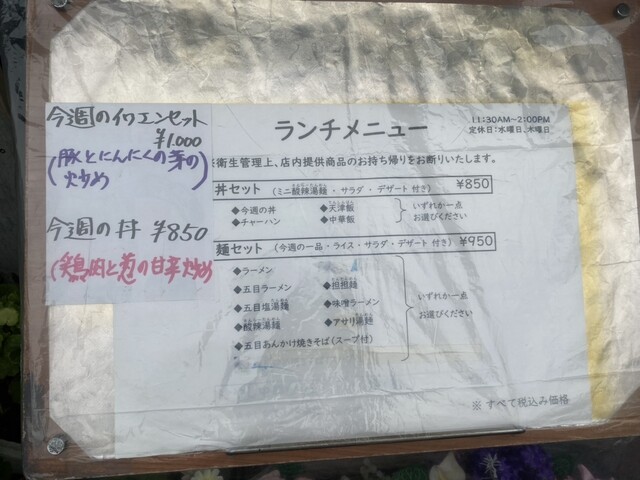 今週のイワエンセット
¥1.000
(豚とにんにくの芽の
炒め)
今週の丼 ¥850
(鶏肉と葱の甘辛炒め
ランチメニュー
11:30AM~2:00PM
定休日:水曜日、木曜日
衛生管理上、店内提供商品のお持ち帰りをお断りいたします。
丼セット (ミニ酸辣湯麺・サラダ・デザート 付き) ¥850
◆今週の丼 ◆天津飯
◆チャーハン ◆中華飯
いずれか一点
お選びください
麺セット (今週の一品・ライス・サラダ・デザート 付き) ¥950
◆ラーメン
◆五目ラーメン ◆担担麺
◆五目塩湯麺 ◆味噌ラーメン
◆酸辣湯麺 ◆アサリ湯麺
◆五目あんかけ焼きそば(スープ付)
いずれか一点
お選びください
※ すべて税込み価格